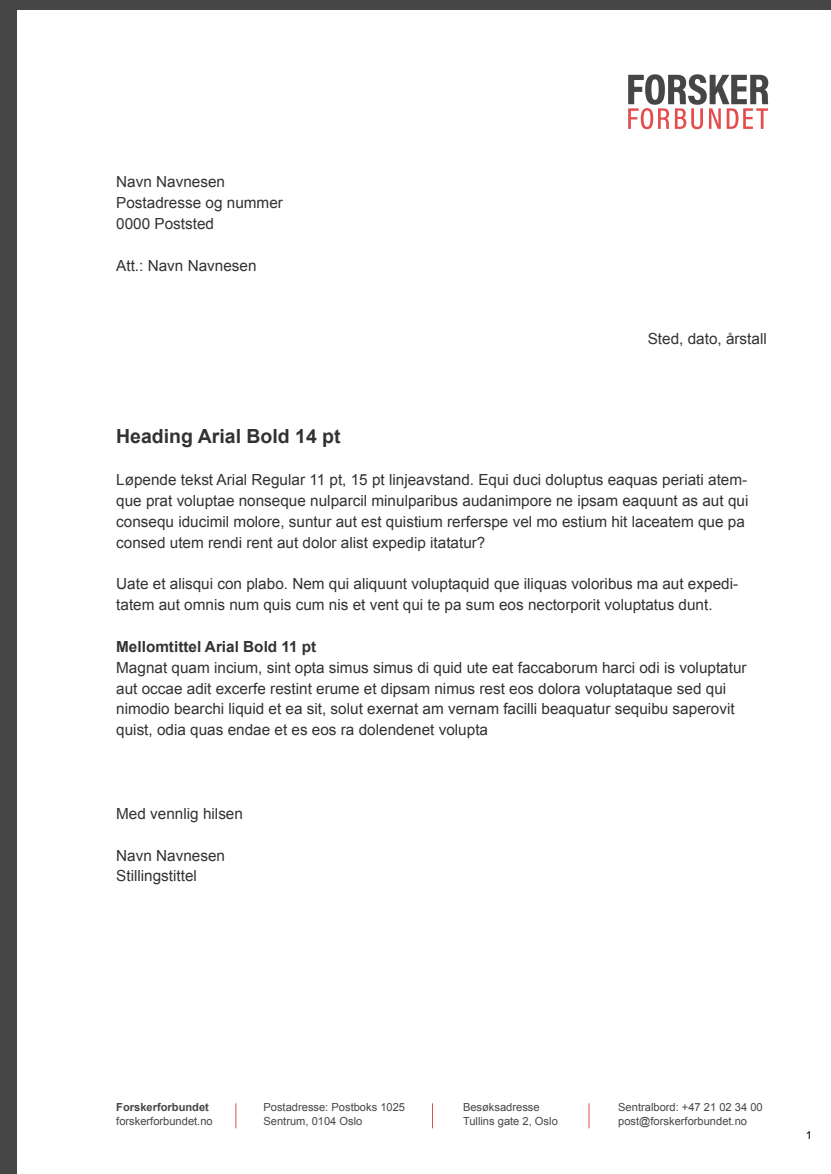 FORSKER
FORBUNDET
Navn Navnesen
Postadresse og nummer
0000 Poststed
Att.: Navn Navnesen
Sted, dato, årstall
Heading Arial Bold 14 pt
Løpende tekst Arial Regular 11 pt, 15 pt linjeavstand. Equi duci doluptus eaquas periati atem-
que prat voluptae nonseque nulparcil minulparibus audanimpore ne ipsam eaquunt as aut qui
consequ iducimil molore, suntur aut est quistium rerferspe vel mo estium hit laceatem que pa
consed utem rendi rent aut dolor alist expedip itatatur?
Uate et alisqui con plabo. Nem qui aliquunt voluptaquid que iliquas voloribus ma aut expedi-
tatem aut omnis num quis cum nis et vent qui te pa sum eos nectorporit voluptatus dunt.
Mellomtittel Arial Bold 11 pt
Magnat quam incium, sint opta simus simus di quid ute eat faccaborum harci odi is voluptatur
aut occae adit excerfe restint erume et dipsam nimus rest eos dolora voluptataque sed qui
nimodio bearchi liquid et ea sit, solut exernat am vernam facilli beaquatur sequibu saperovit
quist, odia quas endae et es eos ra dolendenet volupta
Med vennlig hilsen
Navn Navnesen
Stillingstittel
Forskerforbundet
forskerforbundet.no
Postadresse: Postboks 1025
Sentrum, 0104 Oslo
Besøksadresse
Tullins gate 2, Oslo
Sentralbord: +47 21 02 34 00
post@forskerforbundet.no
1